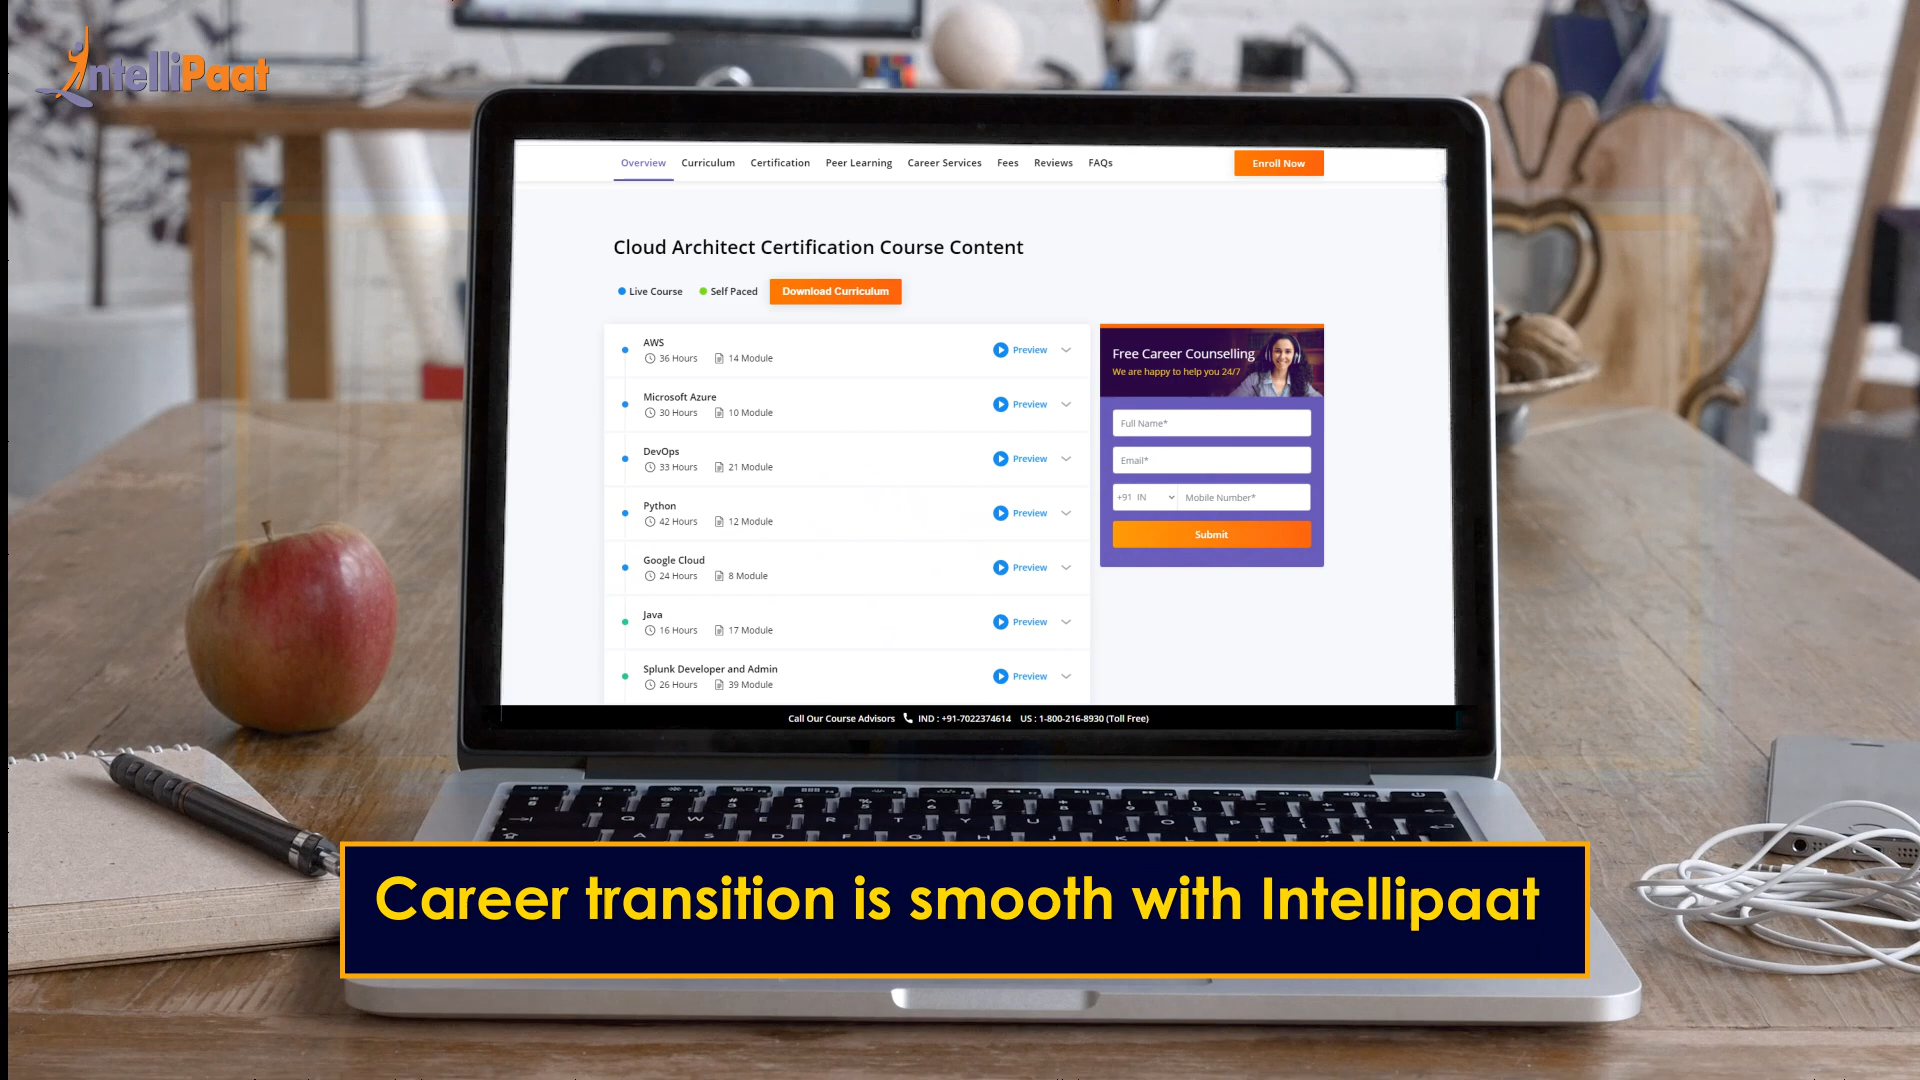 IntelliPaat
Overview Curriculum Certification Peer Learning Career Services Fees Reviews FAQs Enroll Now
Cloud Architect Certification Course Content
Live Course Self Paced Download Curriculum
AWS
36 Hours 14 Module
Preview
Microsoft Azure
30 Hours 10 Module
Preview
DevOps
33 Hours 21 Module
Preview
Python
42 Hours 12 Module
Preview
Google Cloud
24 Hours 8 Module
Preview
Java
16 Hours 17 Module
Preview
Splunk Developer and Admin
26 Hours 39 Module
Preview
Free Career Counselling
We are happy to help you 24/7
Full Name*
Email*
+91 IN Mobile Number*
Submit
Call Our Course Advisors IND : +91-7022374614 US : 1-800-216-8930 (Toll Free)
Career transition is smooth with Intellipaat